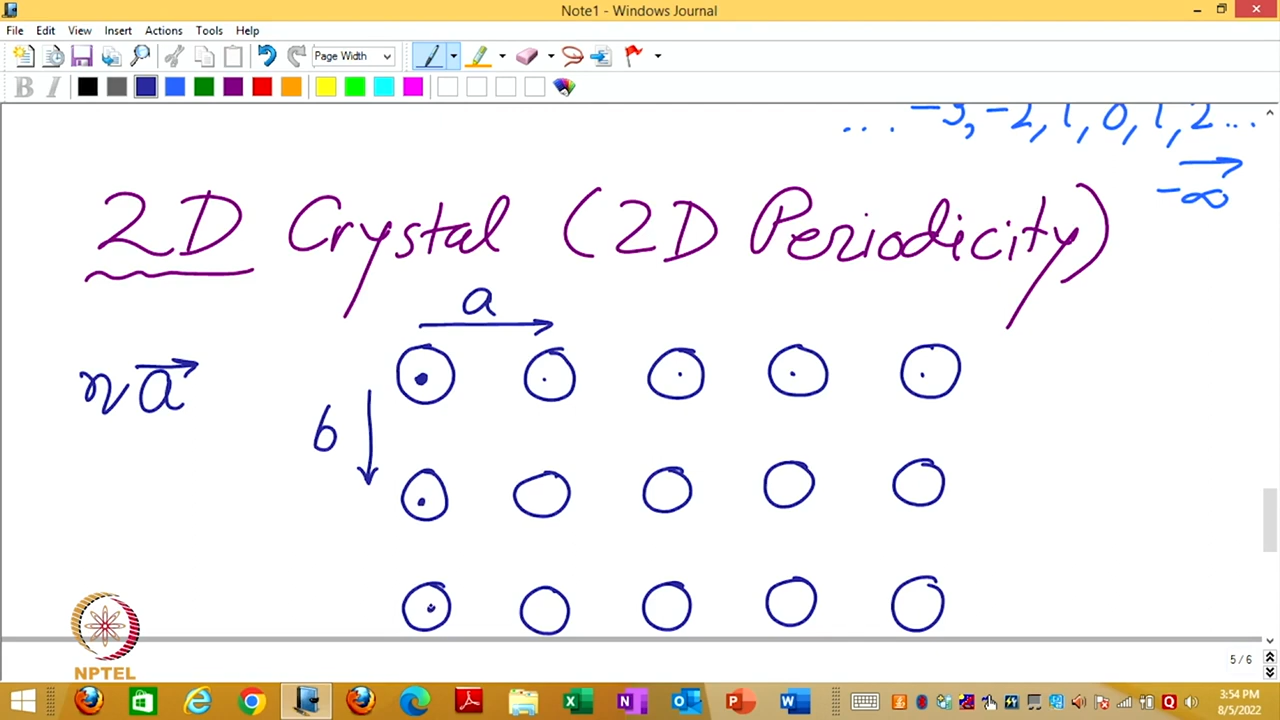 Note1 - Windows Journal
File Edit View Insert Actions Tools Help
Page Width
B I
... -3, -2, 1, 0, 1, 2 ...
-∞
2D Crystal (2D Periodicity)
a
na
b
NPTEL
5 / 6
3:54 PM
8/5/2022